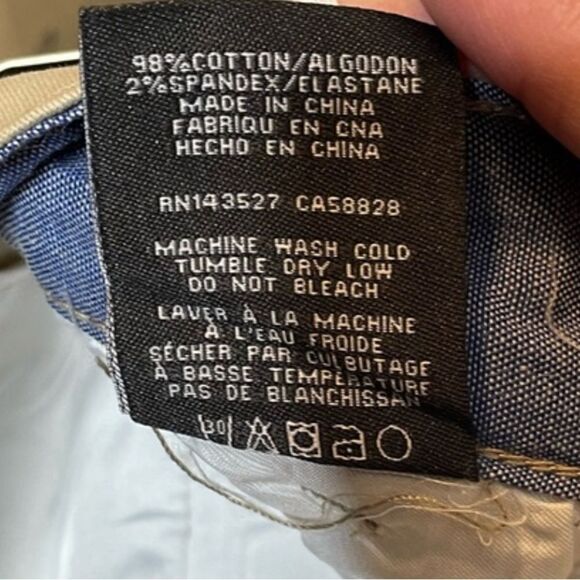 98%COTTON/ALGODON
2%SPANDEX/ELASTANE
MADE IN CHINA
FABRIQU EN CNA
HECHO EN CHINA
RN143527 CA58828
MACHINE WASH COLD
TUMBLE DRY LOW
DO NOT BLEACH
LAVER À LA MACHINE
À L'EAU FROIDE
SÉCHER PAR CULBUTAGE
À BASSE TEMPÉRATURE
PAS DE BLANCHISSAN
30